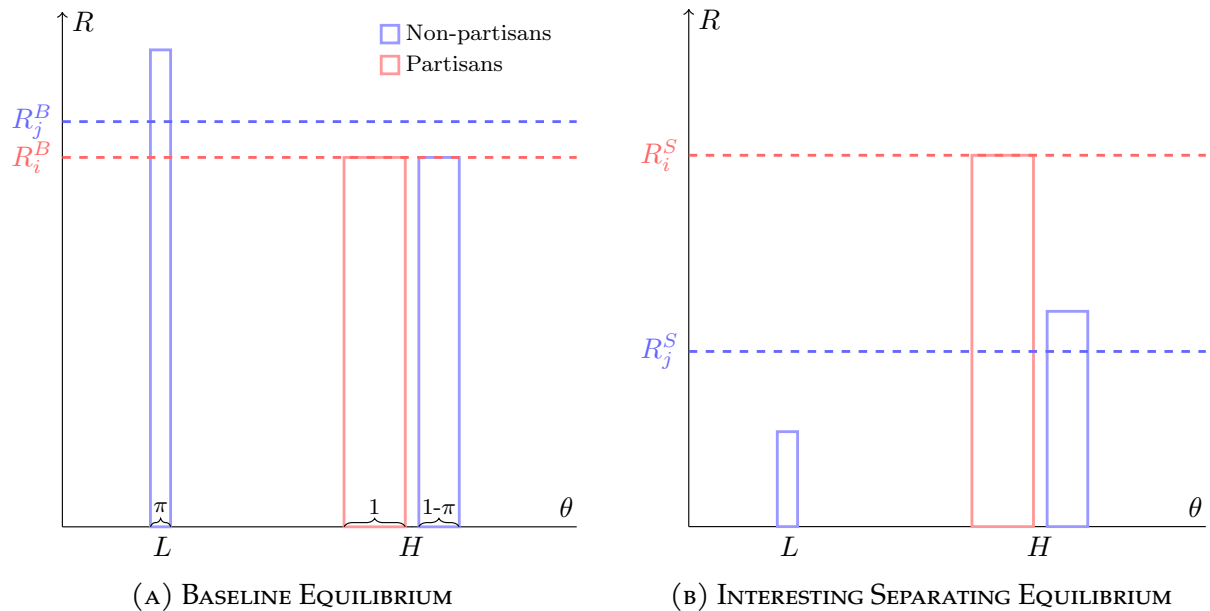 R
Non-partisans
Partisans
R_j^B
R_i^B
π
1
1-π
θ
L
H
(A) BASELINE EQUILIBRIUM
R
R_i^S
R_j^S
θ
L
H
(B) INTERESTING SEPARATING EQUILIBRIUM